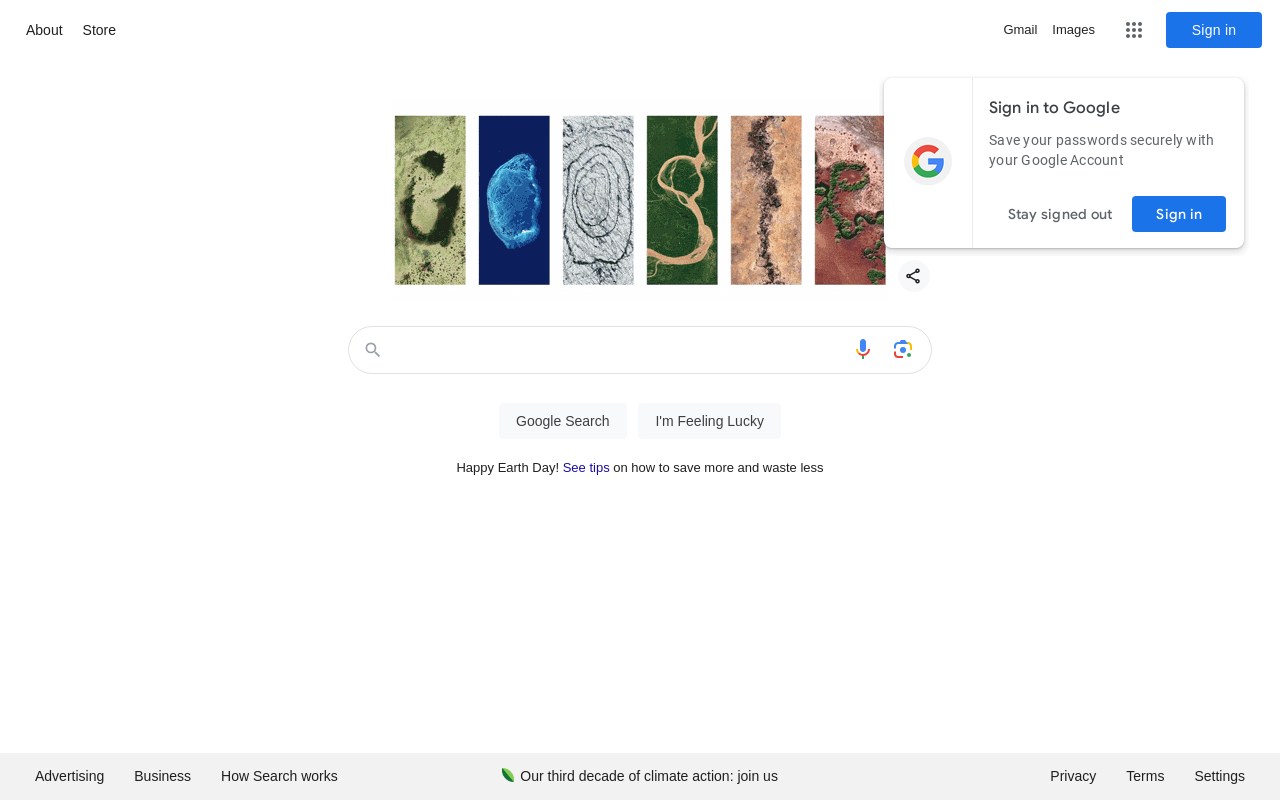 About
Store
Gmail
Images
Sign in
Sign in to Google
Save your passwords securely with
your Google Account
Stay signed out
Sign in
Google Search
I'm Feeling Lucky
Happy Earth Day! See tips on how to save more and waste less
Our third decade of climate action: join us
Advertising
Business
How Search works
Privacy
Terms
Settings